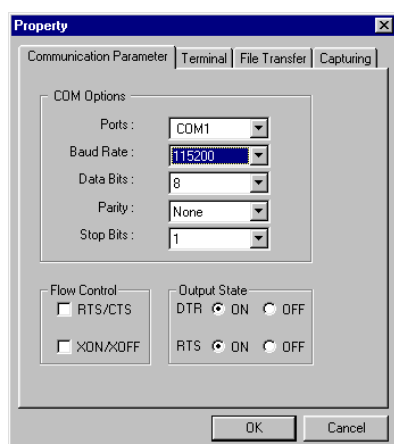 Property
Communication Parameter Terminal File Transfer Capturing
COM Options
Ports : COM1
Baud Rate : 115200
Data Bits : 8
Parity : None
Stop Bits : 1
Flow Control
RTS/CTS
XON/XOFF
Output State
DTR ON OFF
RTS ON OFF
OK Cancel